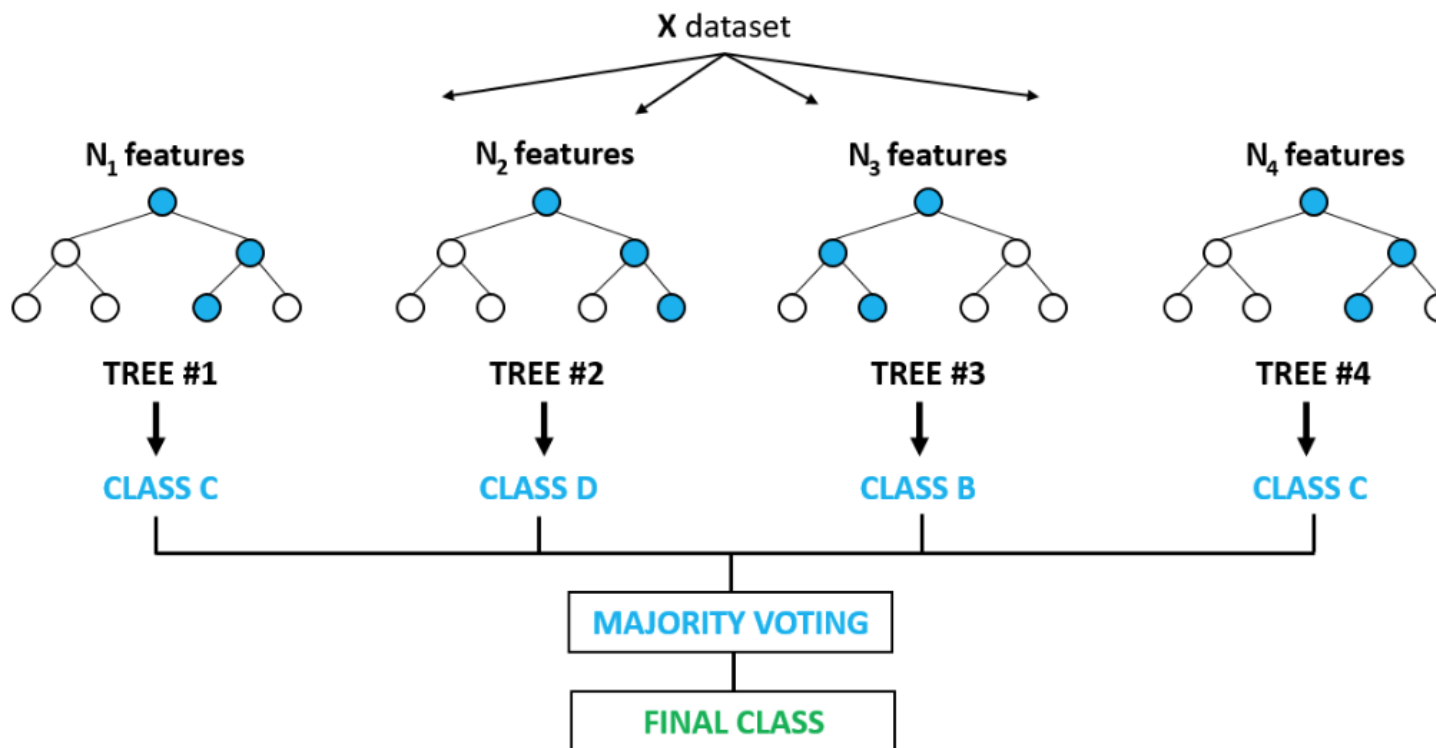 X dataset
N₁ features
N₂ features
N₃ features
N₄ features
TREE #1
TREE #2
TREE #3
TREE #4
CLASS C
CLASS D
CLASS B
CLASS C
MAJORITY VOTING
FINAL CLASS